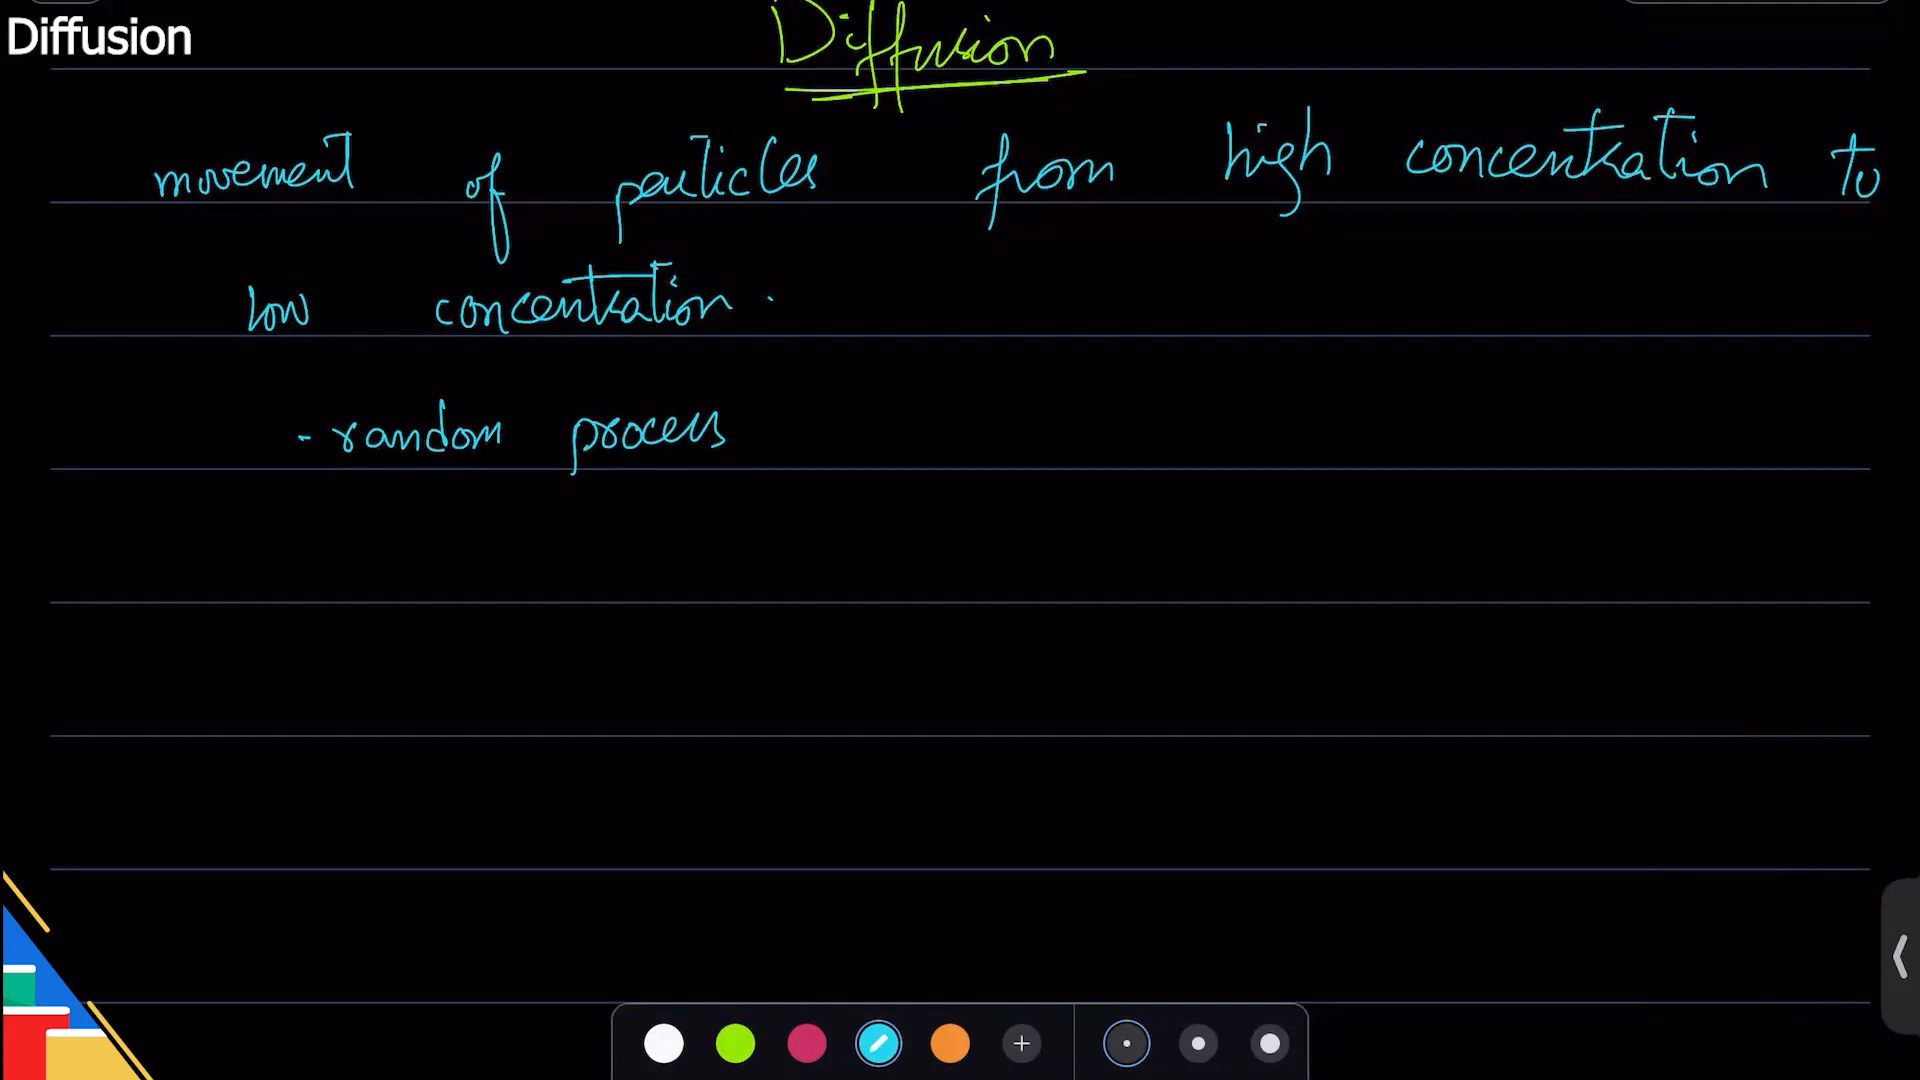 Diffusion
Diffusion
movement of particles from high concentration to
low concentration.
- random process